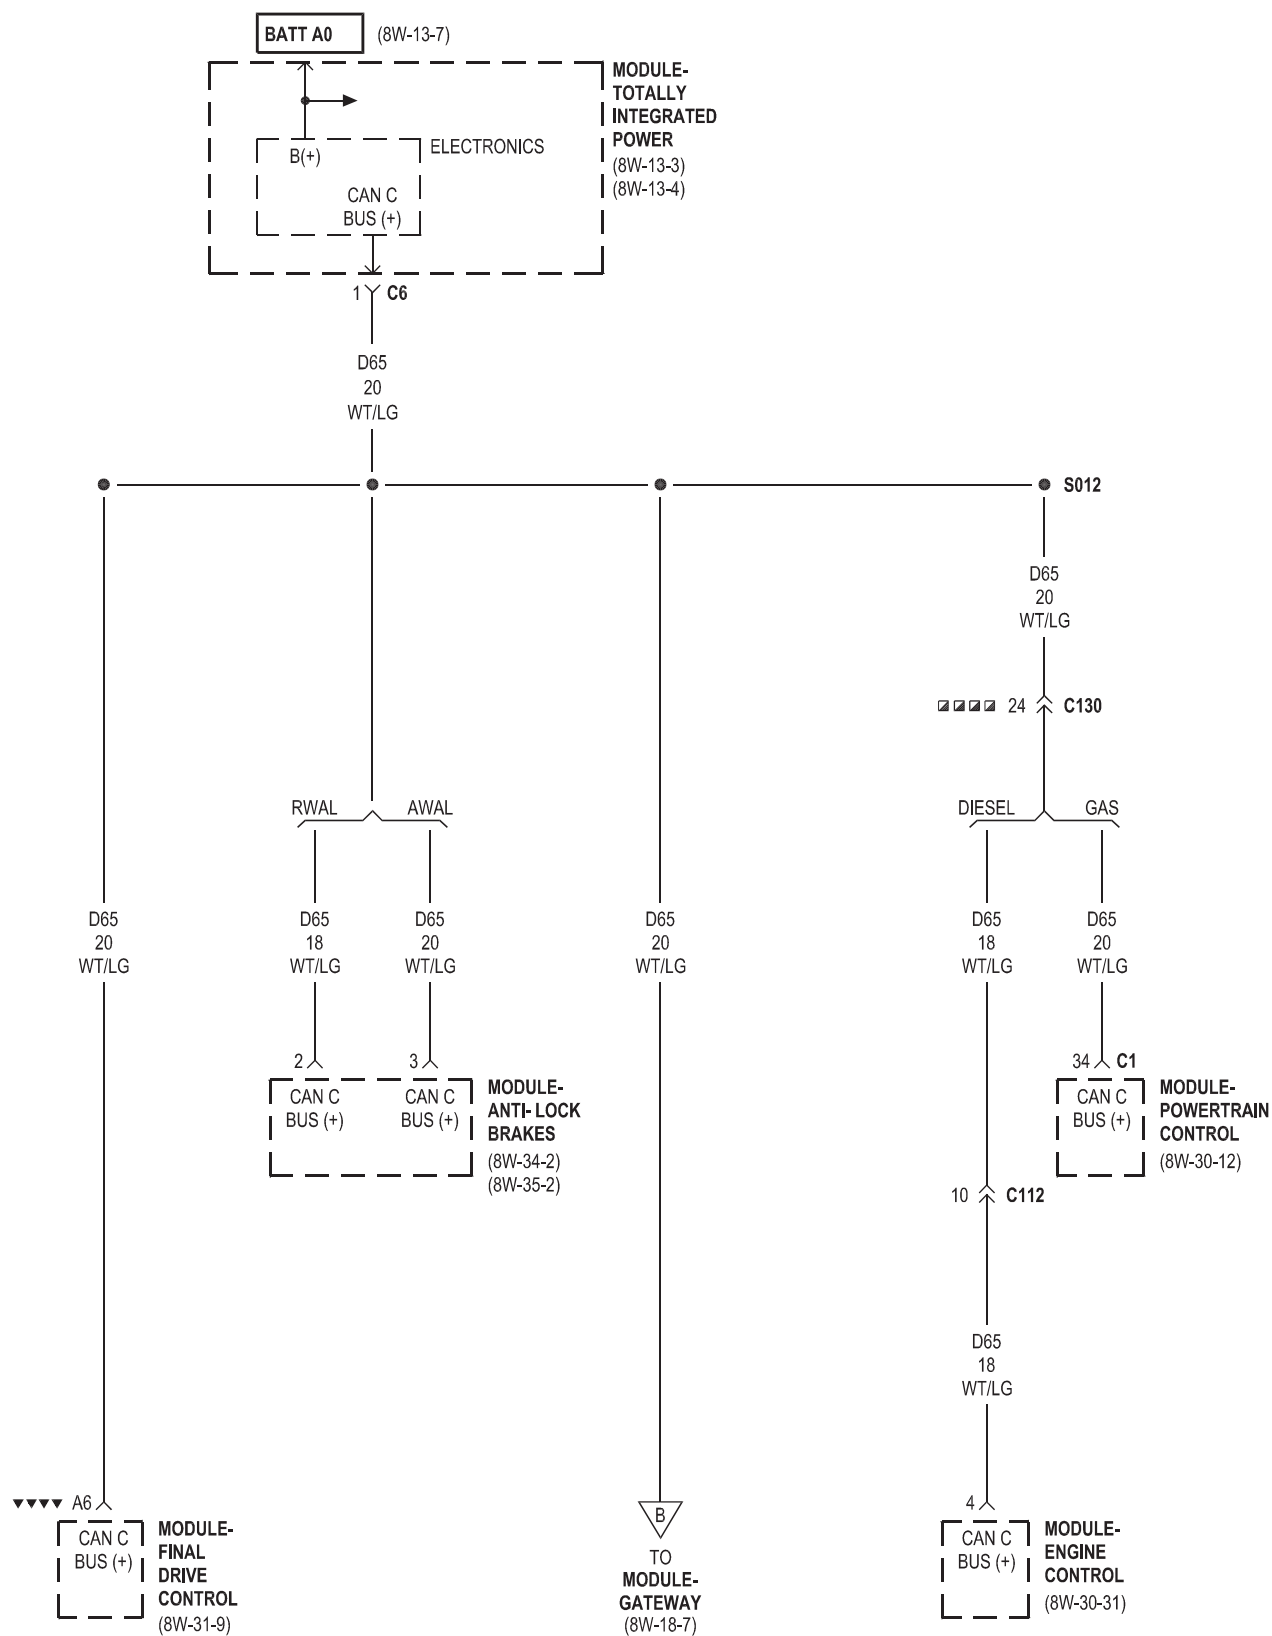 BATT A0 (8W-13-7)
MODULE-
TOTALLY
INTEGRATED
POWER
(8W-13-3)
(8W-13-4)
ELECTRONICS
B(+)
CAN C
BUS (+)
1 C6
D65
20
WT/LG
S012
D65
20
WT/LG
24 C130
RWAL AWAL
DIESEL GAS
D65
20
WT/LG
D65
18
WT/LG
D65
20
WT/LG
D65
20
WT/LG
D65
18
WT/LG
D65
20
WT/LG
2 3
CAN C
BUS (+)
CAN C
BUS (+)
MODULE-
ANTI-LOCK
BRAKES
(8W-34-2)
(8W-35-2)
34 C1
CAN C
BUS (+)
MODULE-
POWERTRAIN
CONTROL
(8W-30-12)
10 C112
D65
18
WT/LG
A6
CAN C
BUS (+)
MODULE-
FINAL
DRIVE
CONTROL
(8W-31-9)
B
TO
MODULE-
GATEWAY
(8W-18-7)
4
CAN C
BUS (+)
MODULE-
ENGINE
CONTROL
(8W-30-31)